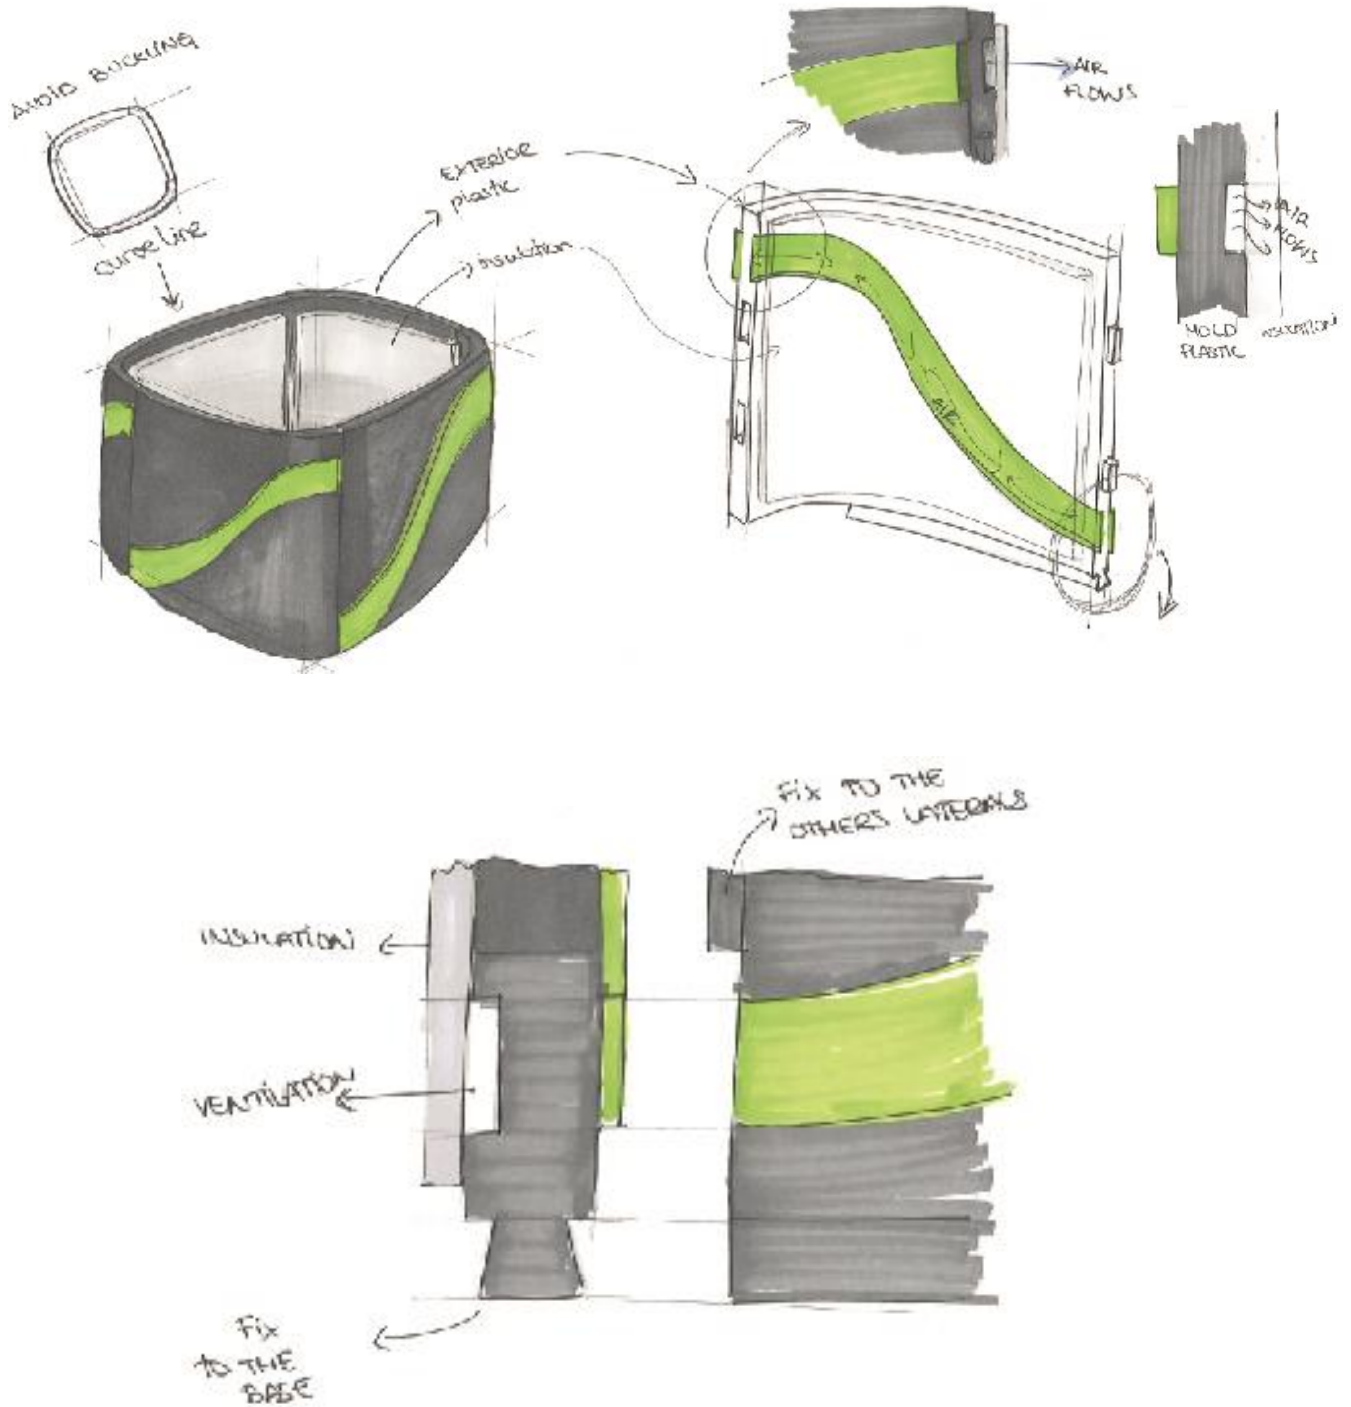 AVOID BUCKLING
curve line
EXTERIOR
plastic
insulation
AIR
FLOWS
AIR
FLOWS
MOLD
PLASTIC
INSULATION
AIR
FIX TO THE
OTHERS LATERALS
INSULATION
VENTILATION
Fix
TO THE
BASE